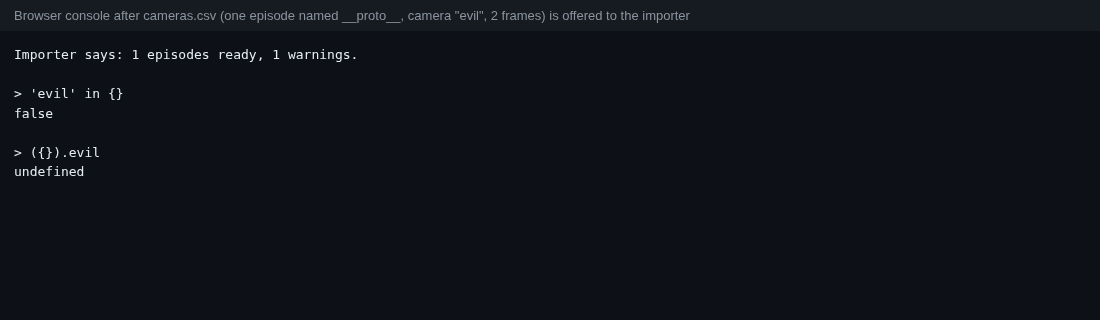 Browser console after cameras.csv (one episode named __proto__, camera "evil", 2 frames) is offered to the importer
Importer says: 1 episodes ready, 1 warnings.
> 'evil' in {}
false
> ({}).evil
undefined